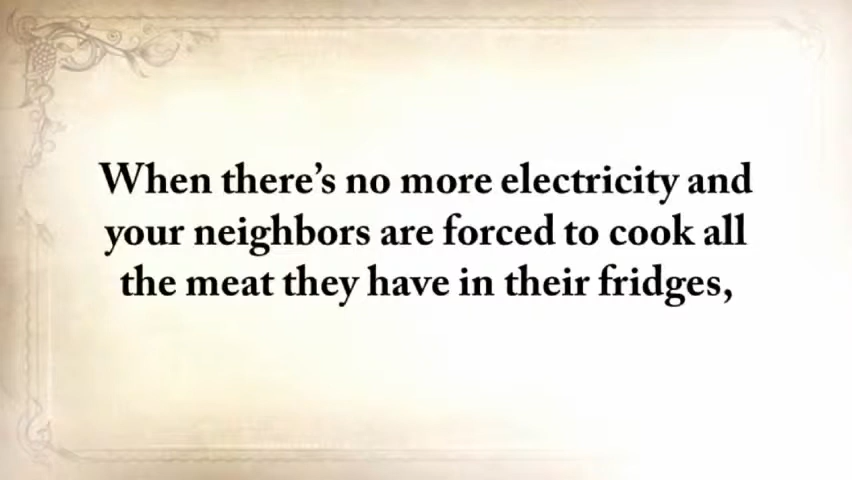 When there’s no more electricity and
your neighbors are forced to cook all
the meat they have in their fridges,